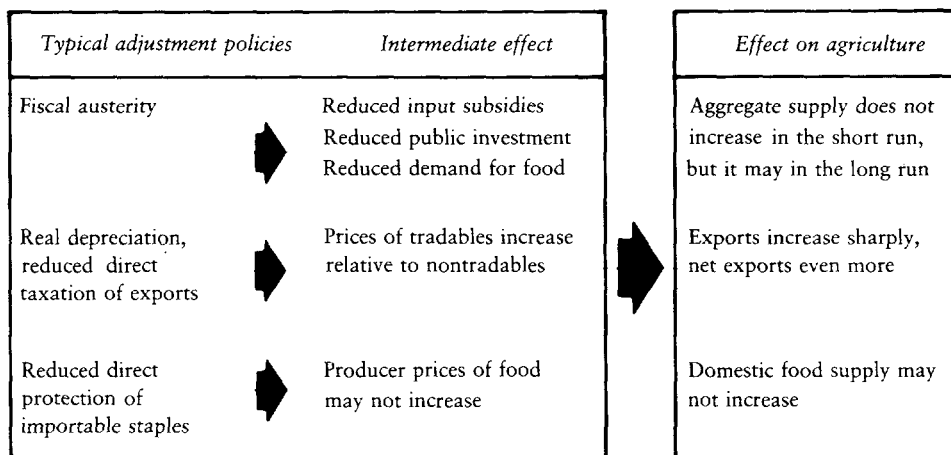 Typical adjustment policies
Intermediate effect
Effect on agriculture
Fiscal austerity
Reduced input subsidies
Reduced public investment
Reduced demand for food
Aggregate supply does not
increase in the short run,
but it may in the long run
Real depreciation,
reduced direct
taxation of exports
Prices of tradables increase
relative to nontradables
Exports increase sharply,
net exports even more
Reduced direct
protection of
importable staples
Producer prices of food
may not increase
Domestic food supply may
not increase